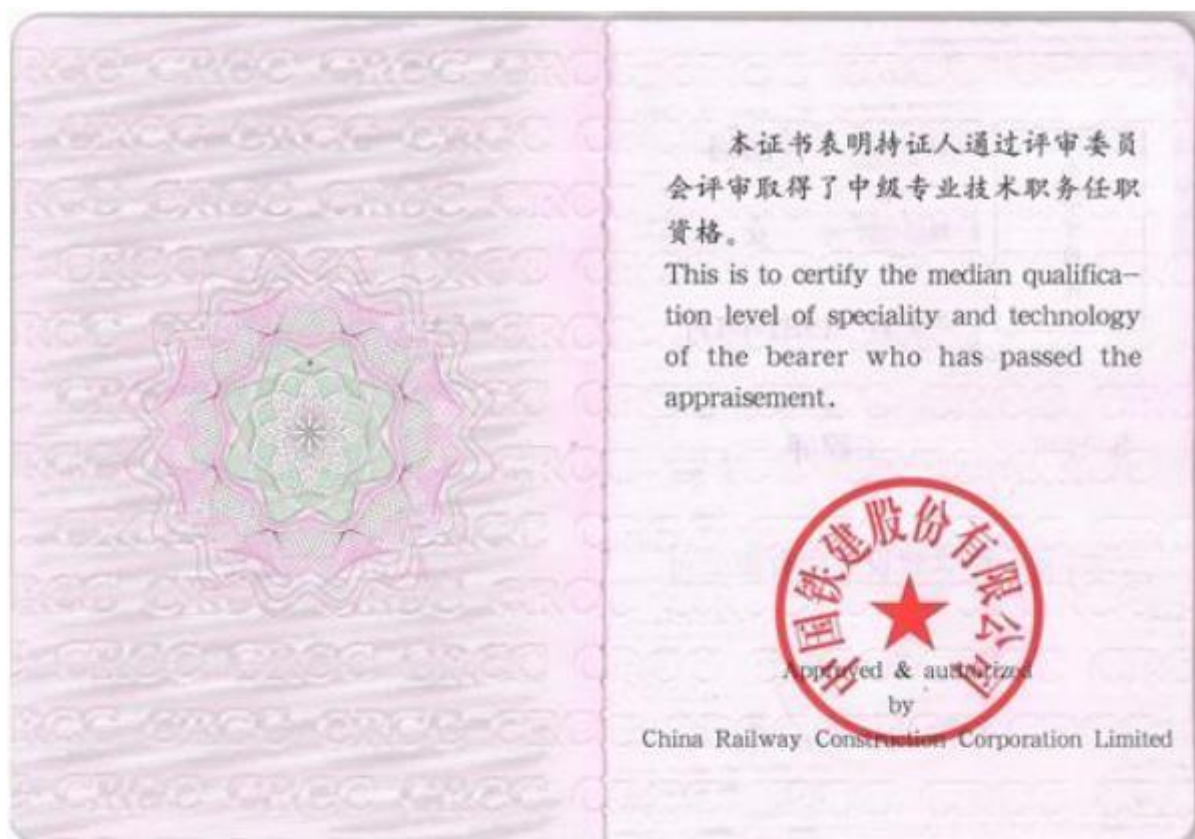 CRCC CRCC CRCC
本证书表明持证人通过评审委员
会评审取得了中级专业技术职务任职
资格。
This is to certify the median qualifica-
tion level of speciality and technology
of the bearer who has passed the
appraisement.
中国铁建股份有限公司
Approved & authorized
by
China Railway Construction Corporation Limited